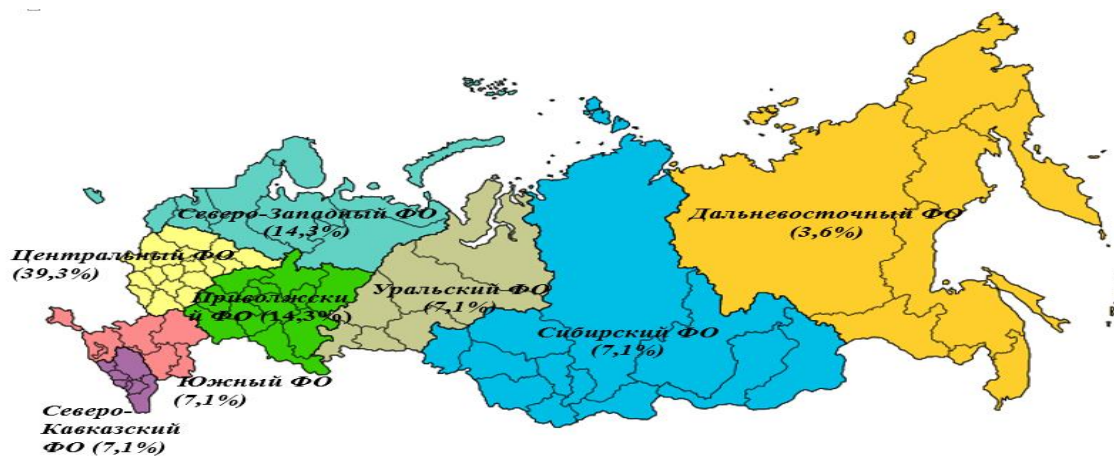 Северо-Западный ФО
(14,3%)
Дальневосточный ФО
(3,6%)
Центральный ФО
(39,3%)
Приволжски
й ФО (14,3%)
Уральский ФО
(7,1%)
Сибирский ФО
(7,1%)
Южный ФО
(7,1%)
Северо-
Кавказский
ФО (7,1%)